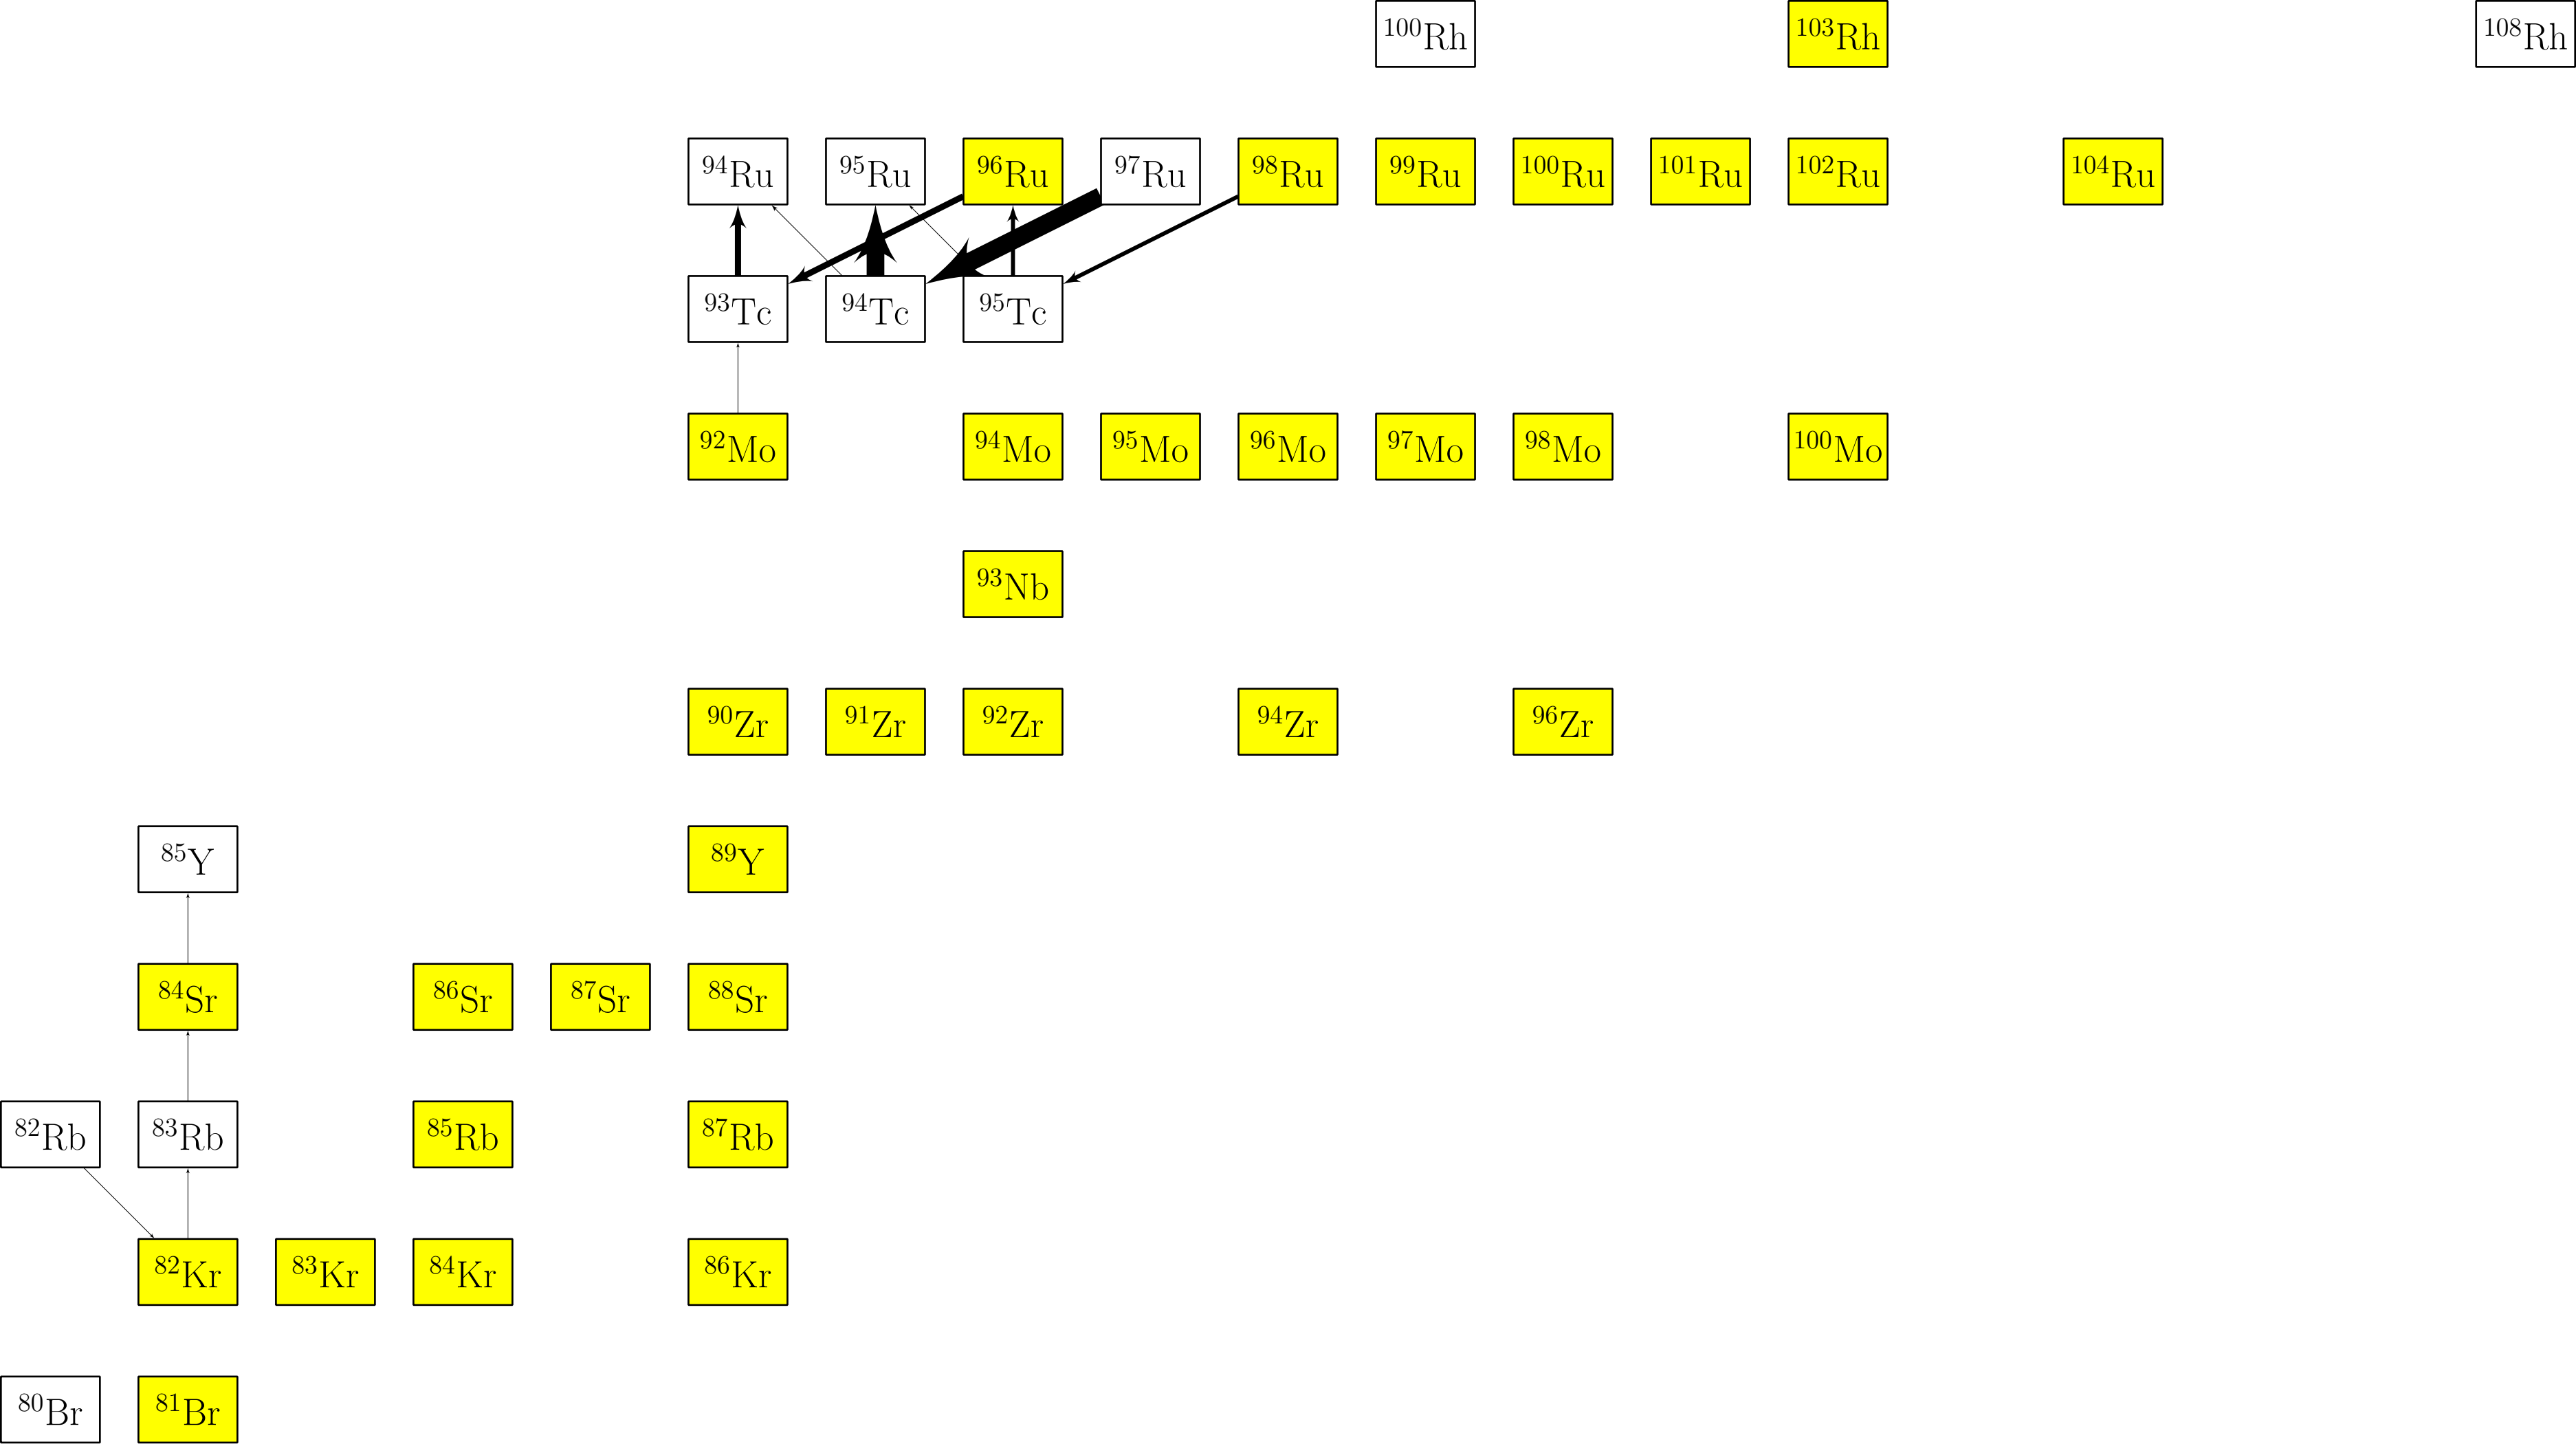 ¹⁰⁰Rh ¹⁰³Rh ¹⁰⁸Rh
⁹⁴Ru ⁹⁵Ru ⁹⁶Ru ⁹⁷Ru ⁹⁸Ru ⁹⁹Ru ¹⁰⁰Ru ¹⁰¹Ru ¹⁰²Ru ¹⁰⁴Ru
⁹³Tc ⁹⁴Tc ⁹⁵Tc
⁹²Mo ⁹⁴Mo ⁹⁵Mo ⁹⁶Mo ⁹⁷Mo ⁹⁸Mo ¹⁰⁰Mo
⁹³Nb
⁹⁰Zr ⁹¹Zr ⁹²Zr ⁹⁴Zr ⁹⁶Zr
⁸⁵Y ⁸⁹Y
⁸⁴Sr ⁸⁶Sr ⁸⁷Sr ⁸⁸Sr
⁸²Rb ⁸³Rb ⁸⁵Rb ⁸⁷Rb
⁸²Kr ⁸³Kr ⁸⁴Kr ⁸⁶Kr
⁸⁰Br ⁸¹Br